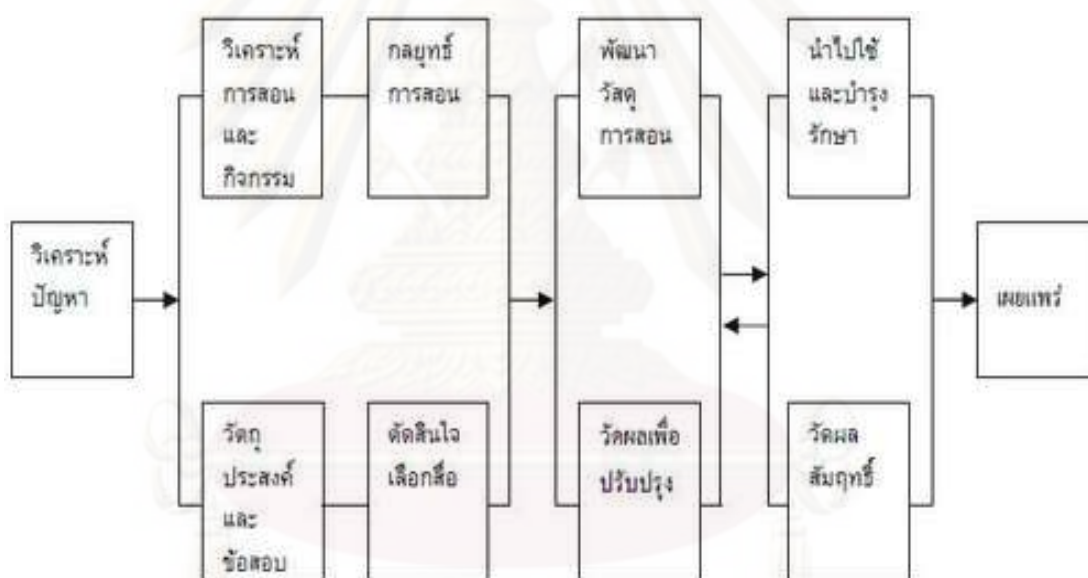 วิเคราะห์
ปัญหา
วิเคราะห์
การสอน
และ
กิจกรรม
กลยุทธ์
การสอน
วัตถุ
ประสงค์
และ
ข้อสอบ
ตัดสินใจ
เลือกสื่อ
พัฒนา
วัสดุ
การสอน
วัดผลเพื่อ
ปรับปรุง
นำไปใช้
และบำรุง
รักษา
วัดผล
สัมฤทธิ์
เผยแพร่